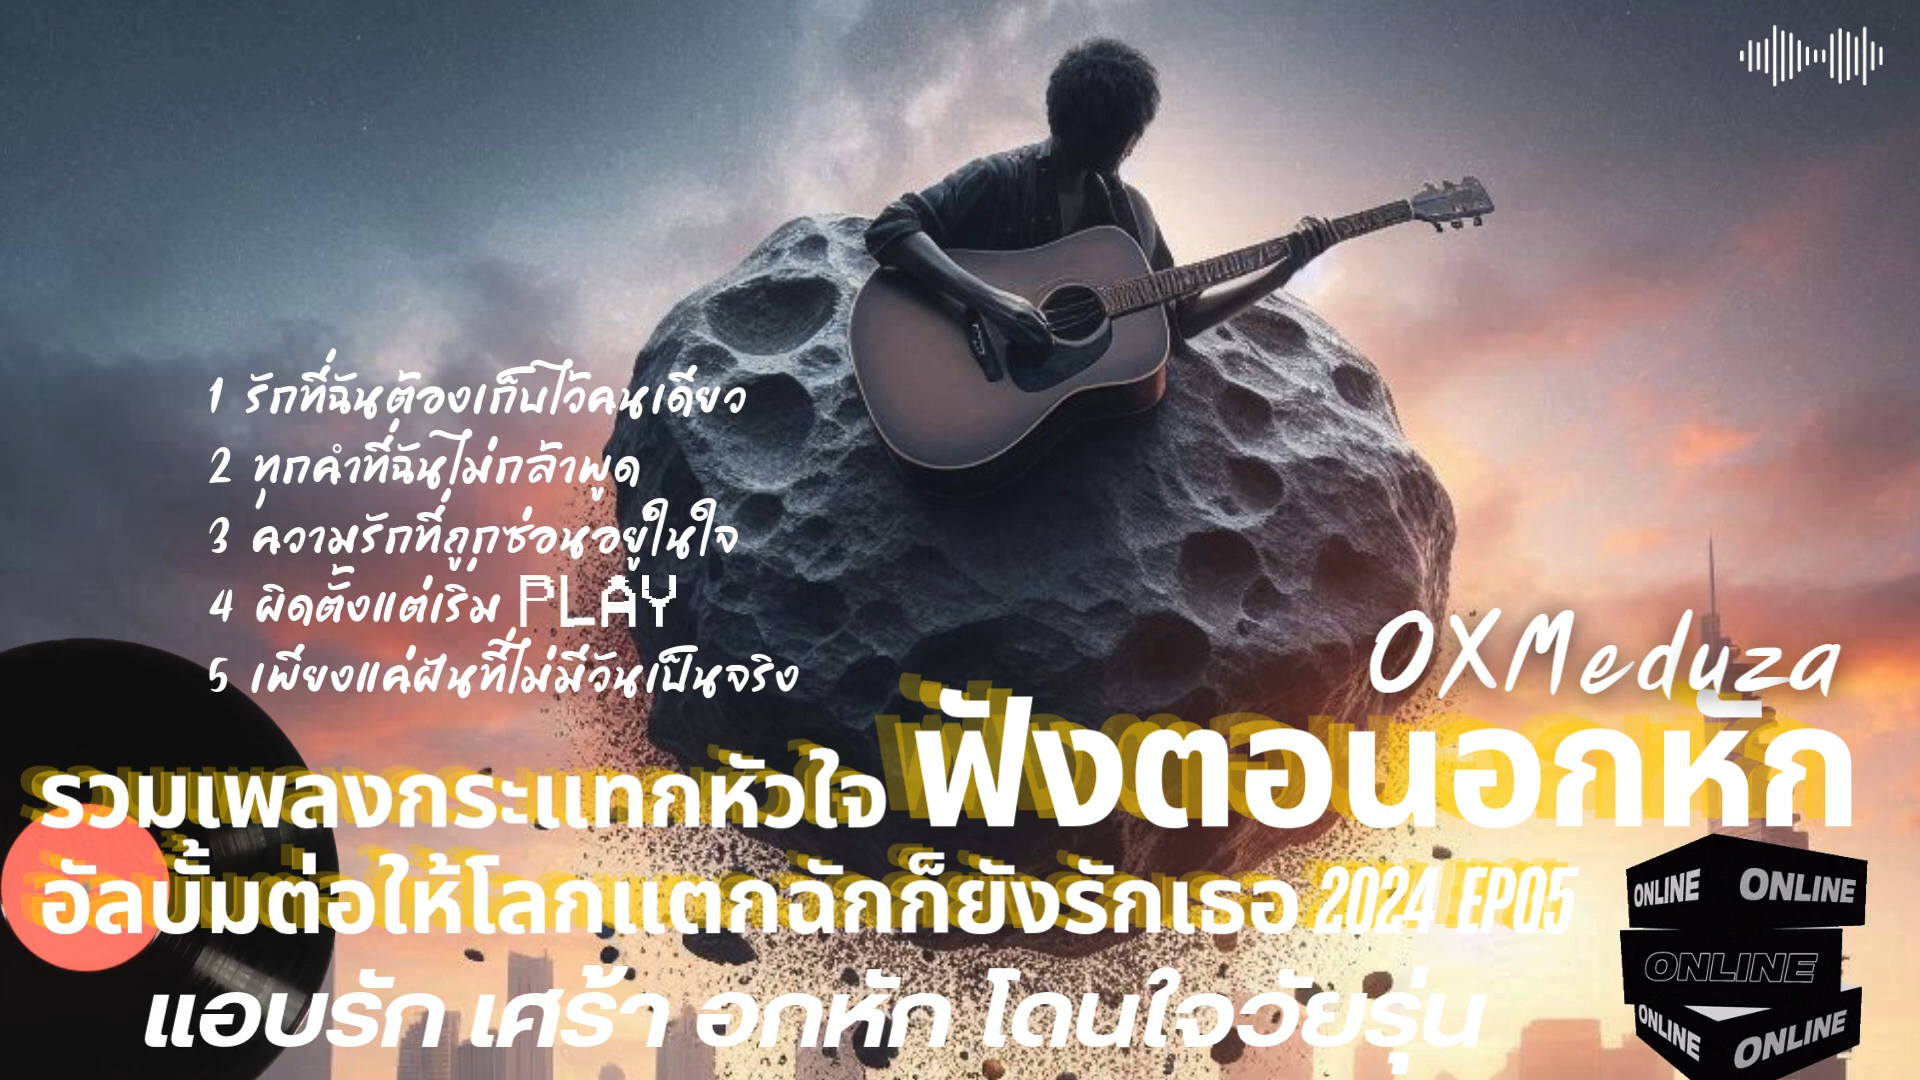 1 รักที่ฉันต้องเก็บไว้คนเดียว
2 ทุกคำที่ฉันไม่กล้าพูด
3 ความรักที่ถูกซ่อนอยู่ในใจ
4 ผิดตั้งแต่เริ่ม PLAY
5 เพียงแค่ฝันที่ไม่มีวันเป็นจริง
OXMeduza
รวมเพลงกระแทกหัวใจ ฟังตอนอกหัก
อัลบั้มต่อให้โลกแตกฉักก็ยังรักเธอ 2024 EP05
แอบรัก เศร้า อกหัก โดนใจวัยรุ่น
ONLINE ONLINE
ONLINE
ONLINE ONLINE